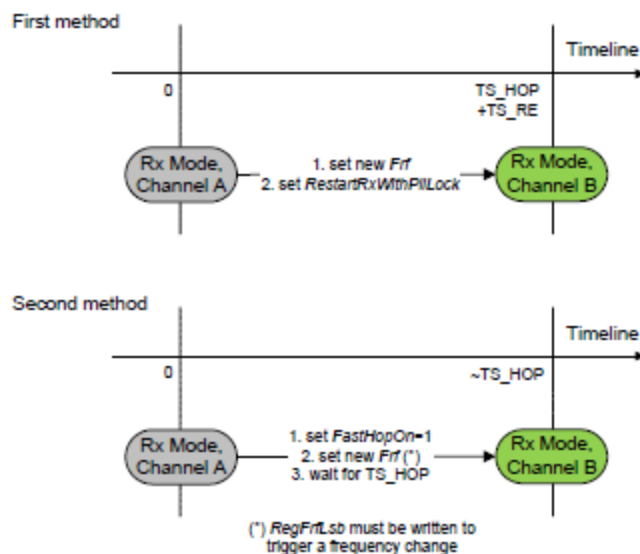 First method
Timeline
0
TS_HOP
+TS_RE
Rx Mode,
Channel A
1. set new Frf
2. set RestartRxWithPllLock
Rx Mode,
Channel B
Second method
Timeline
0
~TS_HOP
Rx Mode,
Channel A
1. set FastHopOn=1
2. set new Frf (*)
3. wait for TS_HOP
Rx Mode,
Channel B
(*) RegFrfLsb must be written to
trigger a frequency change